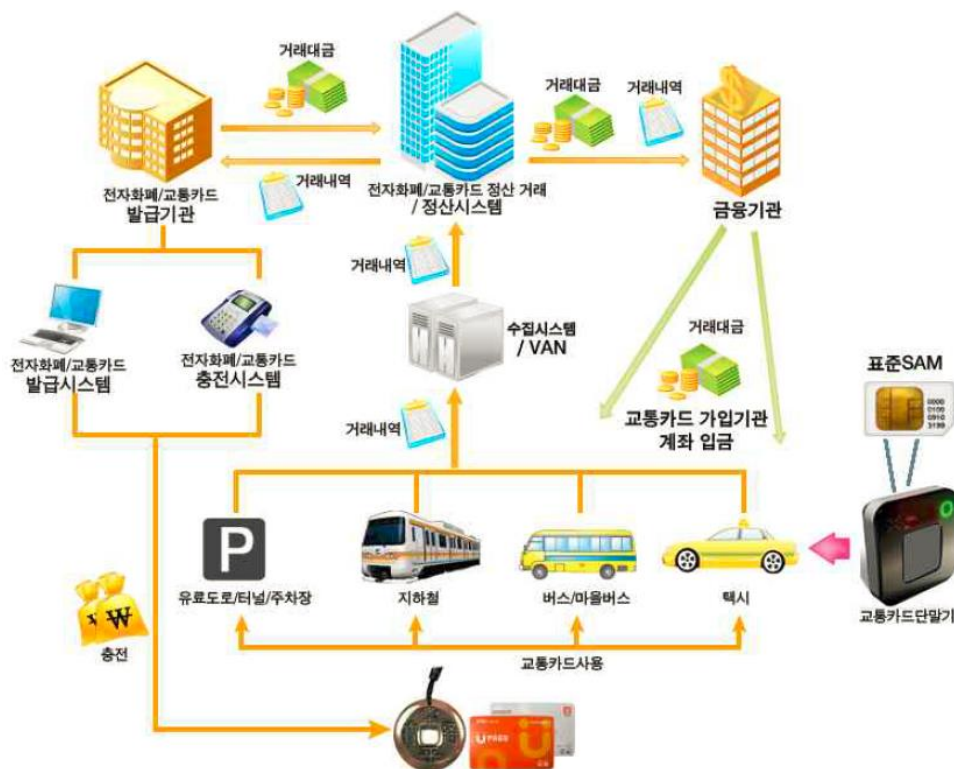 거래대금
거래대금
거래내역
거래내역
전자화폐/교통카드
발급기관
전자화폐/교통카드 정산 거래
/ 정산시스템
금융기관
거래내역
수집시스템
/ VAN
전자화폐/교통카드
발급시스템
전자화폐/교통카드
충전시스템
거래대금
표준SAM
거래내역
교통카드 가입기관
계좌 입금
P
유료도로/터널/주차장
지하철
버스/마을버스
택시
교통카드단말기
₩
충전
교통카드사용